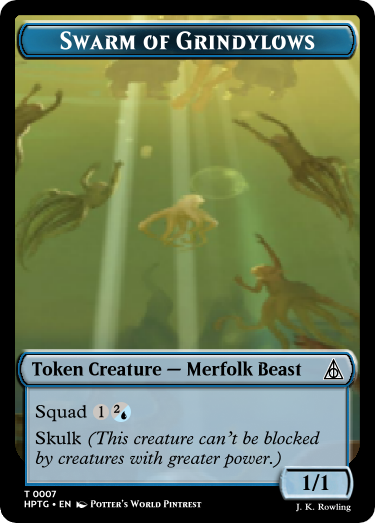 Swarm of Grindylows
Token Creature — Merfolk Beast
Squad 1 2
Skulk (This creature can't be blocked
by creatures with greater power.)
1/1
T 0007
HPTG • EN Potter's World Pintrest
J. K. Rowling